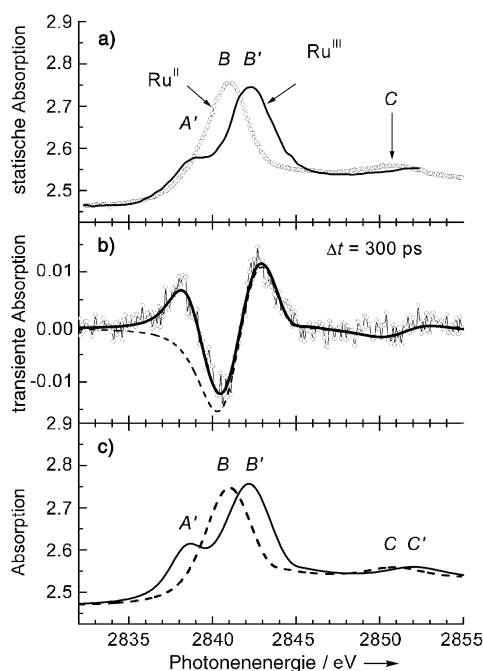 a)
B B'
Ru^II
Ru^III
A'
C
statische Absorption
2.8
2.7
2.6
2.5
b)
Δt = 300 ps
transiente Absorption
0.01
0.00
-0.01
2.9
c)
B B'
A'
C C'
Absorption
2.8
2.7
2.6
2.5
2835 2840 2845 2850 2855
Photonenenergie / eV →